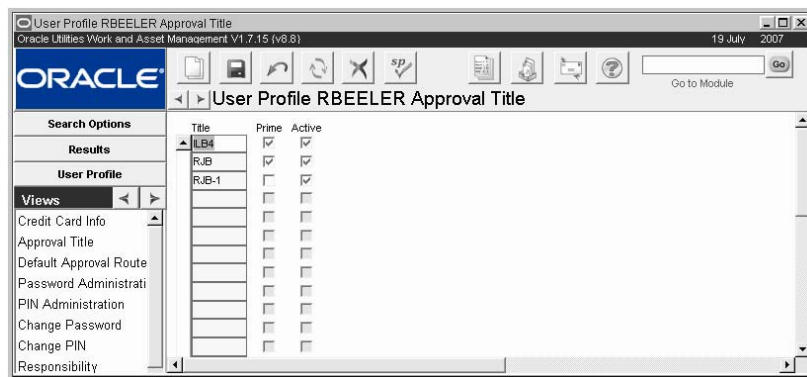 User Profile RBEELER Approval Title
Oracle Utilities Work and Asset Management V1.7.15 (v8.8) 19 July 2007
ORACLE
sp
Go
Go to Module
User Profile RBEELER Approval Title
Search Options
Results
User Profile
Views
Credit Card Info
Approval Title
Default Approval Route
Password Administrati
PIN Administration
Change Password
Change PIN
Responsibility
Title Prime Active
ILB4
RJB
RJB-1